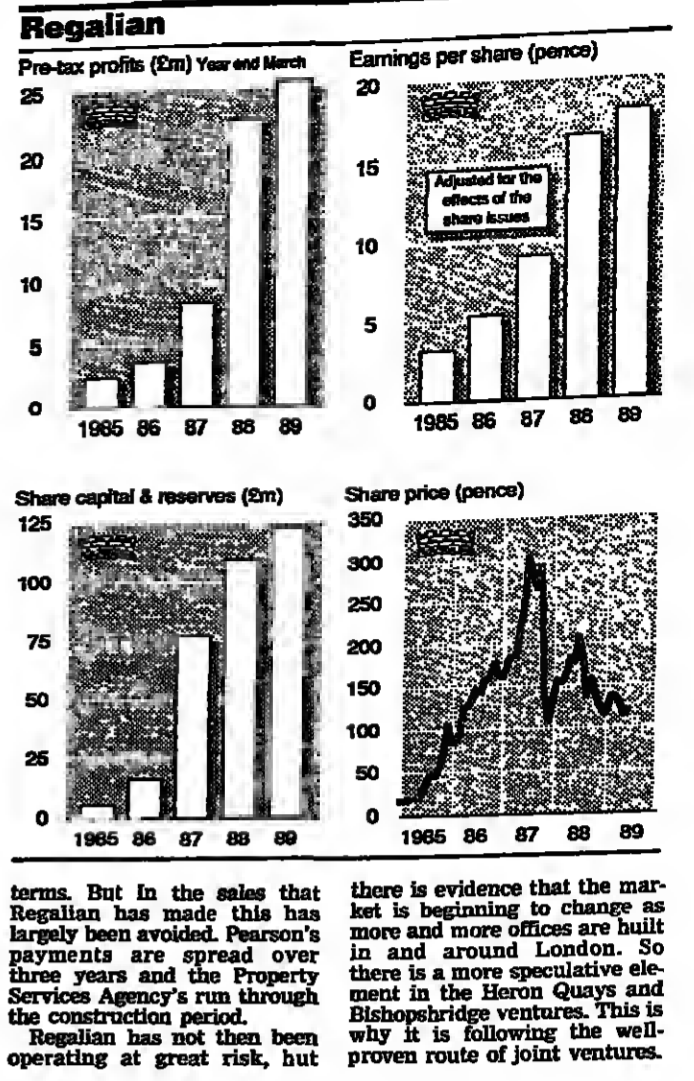 Regalian
Pre-tax profits (£m) Year end March
25
20
15
10
5
0
1985 86 87 88 89
Earnings per share (pence)
20
15
10
5
0
Adjusted for the
effects of the
share issues
1985 86 87 88 89
Share capital & reserves (£m)
125
100
75
50
25
0
1985 86 87 88 89
Share price (pence)
350
300
250
200
150
100
50
0
1985 86 87 88 89
terms. But in the sales that
Regalian has made this has
largely been avoided. Pearson's
payments are spread over
three years and the Property
Services Agency's run through
the construction period.
Regalian has not then been
operating at great risk, but
there is evidence that the mar-
ket is beginning to change as
more and more offices are built
in and around London. So
there is a more speculative ele-
ment in the Heron Quays and
Bishopsbridge ventures. This is
why it is following the well-
proven route of joint ventures.